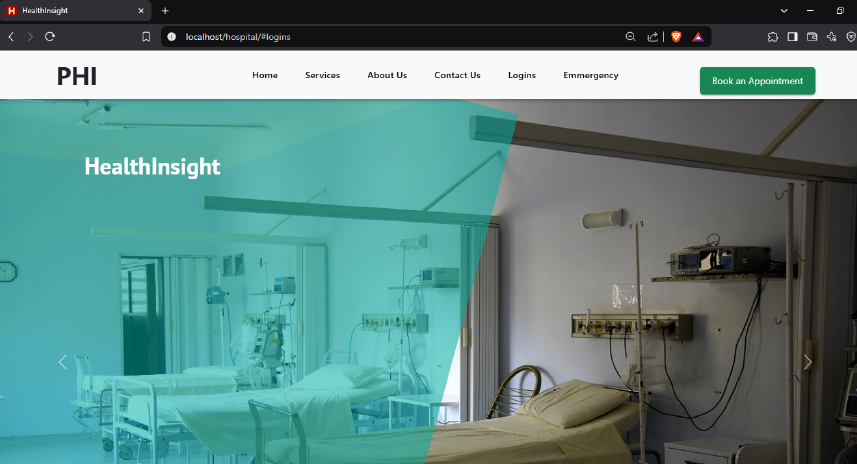 HealthInsight
localhost/hospital/#logins
PHI
Home Services About Us Contact Us Logins Emmergency
Book an Appointment
HealthInsight